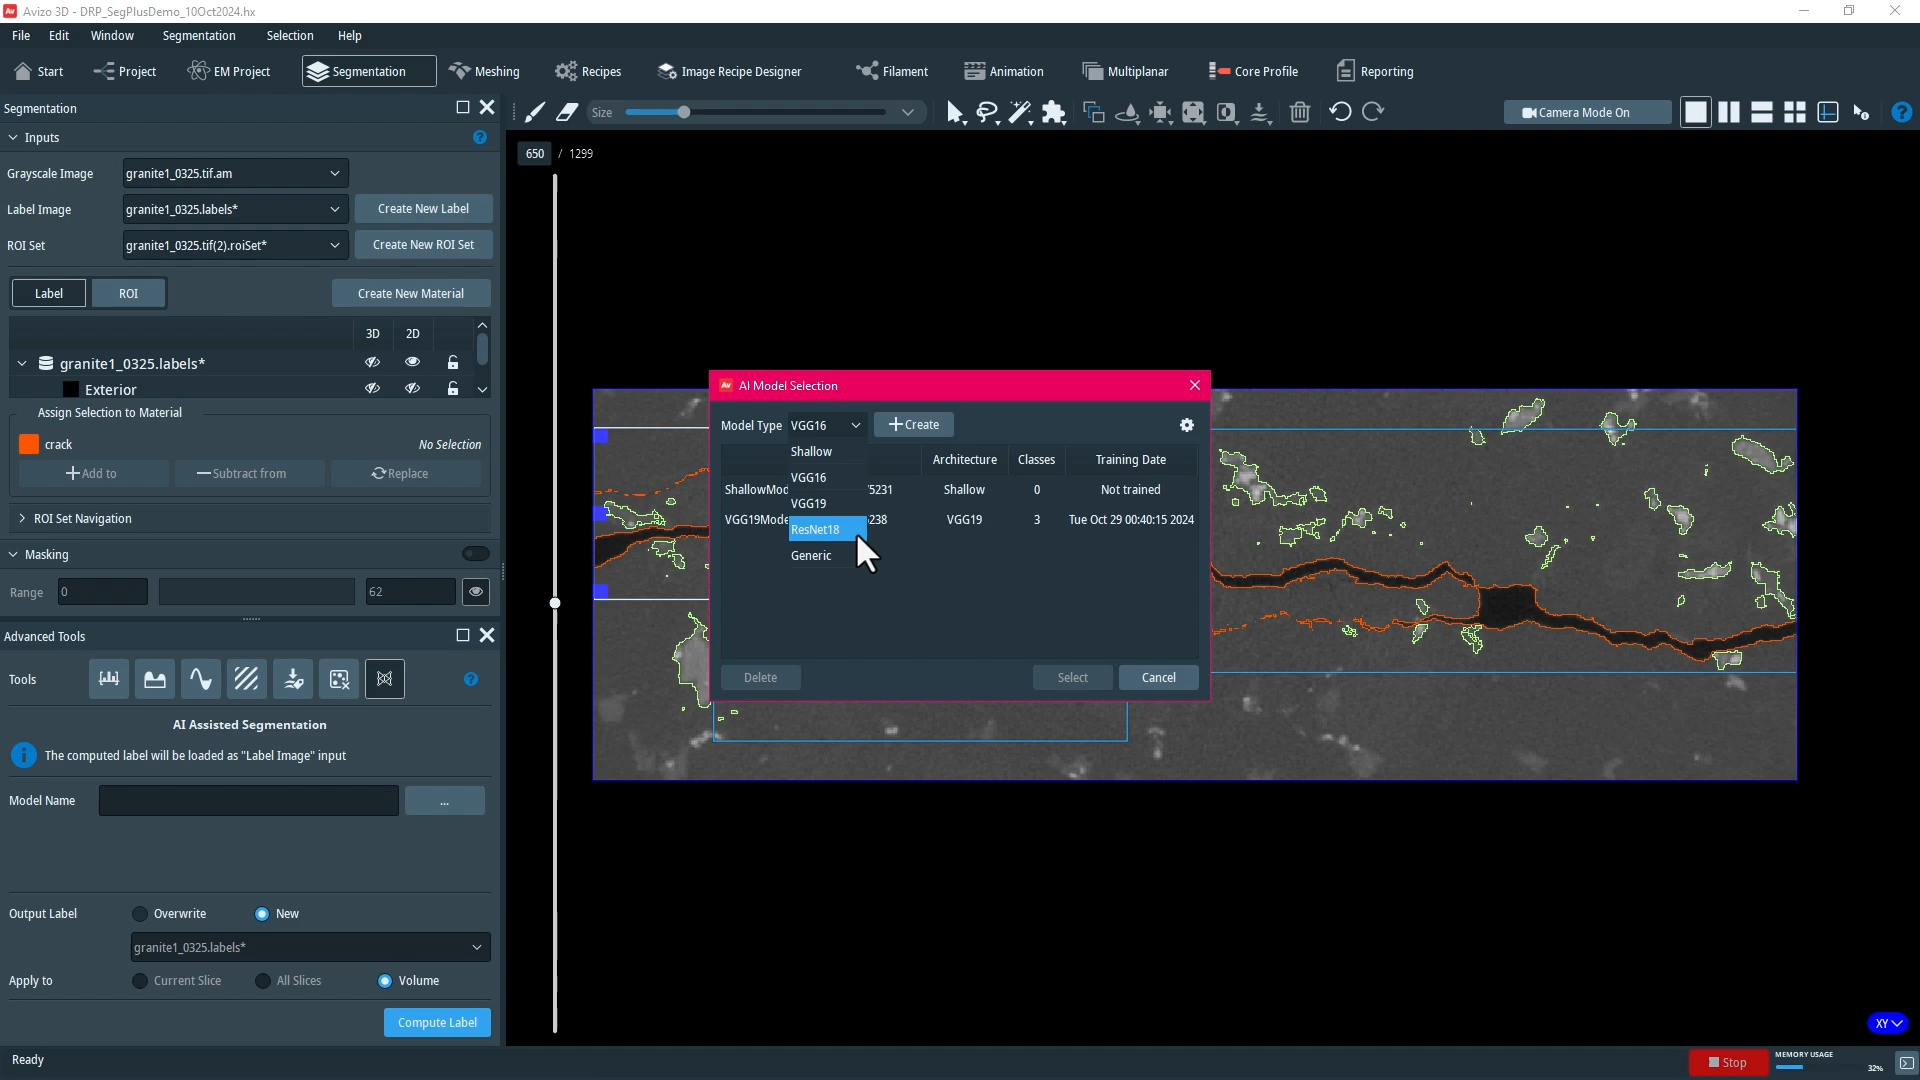 Avizo 3D - DRP_SegPlusDemo_10Oct2024.hx
File Edit Window Segmentation Selection Help
Start Project EM Project Segmentation Meshing Recipes Image Recipe Designer Filament Animation Multiplanar Core Profile Reporting
Segmentation
Size
Camera Mode On
Inputs
650 / 1299
Grayscale Image granite1_0325.tif.am
Label Image granite1_0325.labels* Create New Label
ROI Set granite1_0325.tif(2).roiSet* Create New ROI Set
Label ROI Create New Material
3D 2D
granite1_0325.labels*
Exterior
Assign Selection to Material
crack No Selection
Add to Subtract from Replace
ROI Set Navigation
Masking
Range 0 62
Advanced Tools
Tools
AI Assisted Segmentation
The computed label will be loaded as "Label Image" input
Model Name ...
Output Label Overwrite New
granite1_0325.labels*
Apply to Current Slice All Slices Volume
Compute Label
Ready
AI Model Selection
Model Type VGG16 Create
Shallow
VGG16
VGG19
ResNet18
Generic
Architecture Classes Training Date
ShallowMod 5231 Shallow 0 Not trained
VGG19Mode 238 VGG19 3 Tue Oct 29 00:40:15 2024
Delete Select Cancel
XY
Stop
MEMORY USAGE
32%